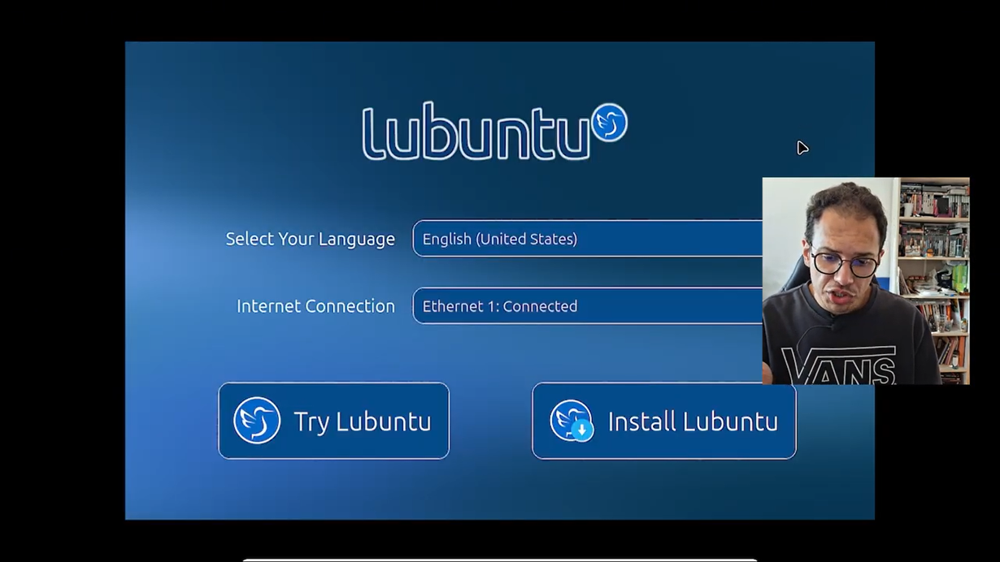 lubuntu
Select Your Language
English (United States)
Internet Connection
Ethernet 1: Connected
Try Lubuntu
Install Lubuntu
VANS